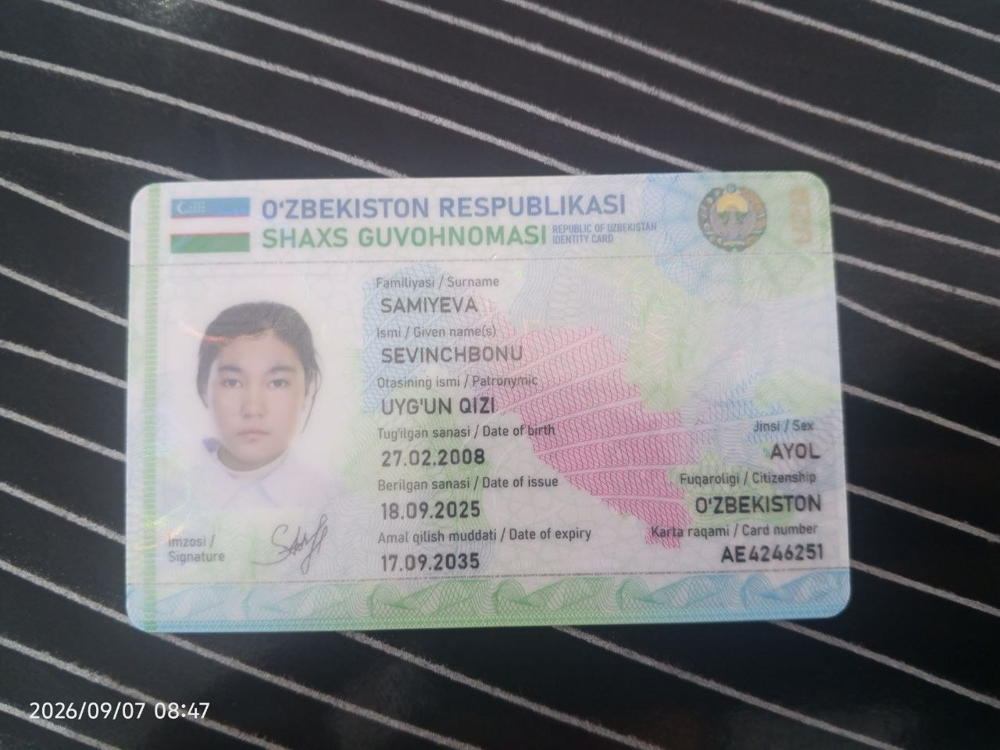 O‘ZBEKISTON RESPUBLIKASI
SHAXS GUVOHNOMASI
REPUBLIC OF UZBEKISTAN
IDENTITY CARD
Familiyasi / Surname
SAMIYEVA
Ismi / Given name(s)
SEVINCHBONU
Otasining ismi / Patronymic
UYG'UN QIZI
Tug'ilgan sanasi / Date of birth
27.02.2008
Jinsi / Sex
AYOL
Berilgan sanasi / Date of issue
18.09.2025
Fuqaroligi / Citizenship
O‘ZBEKISTON
Amal qilish muddati / Date of expiry
17.09.2035
Karta raqami / Card number
AE4246251
Imzosi /
Signature
2026/09/07 08:47